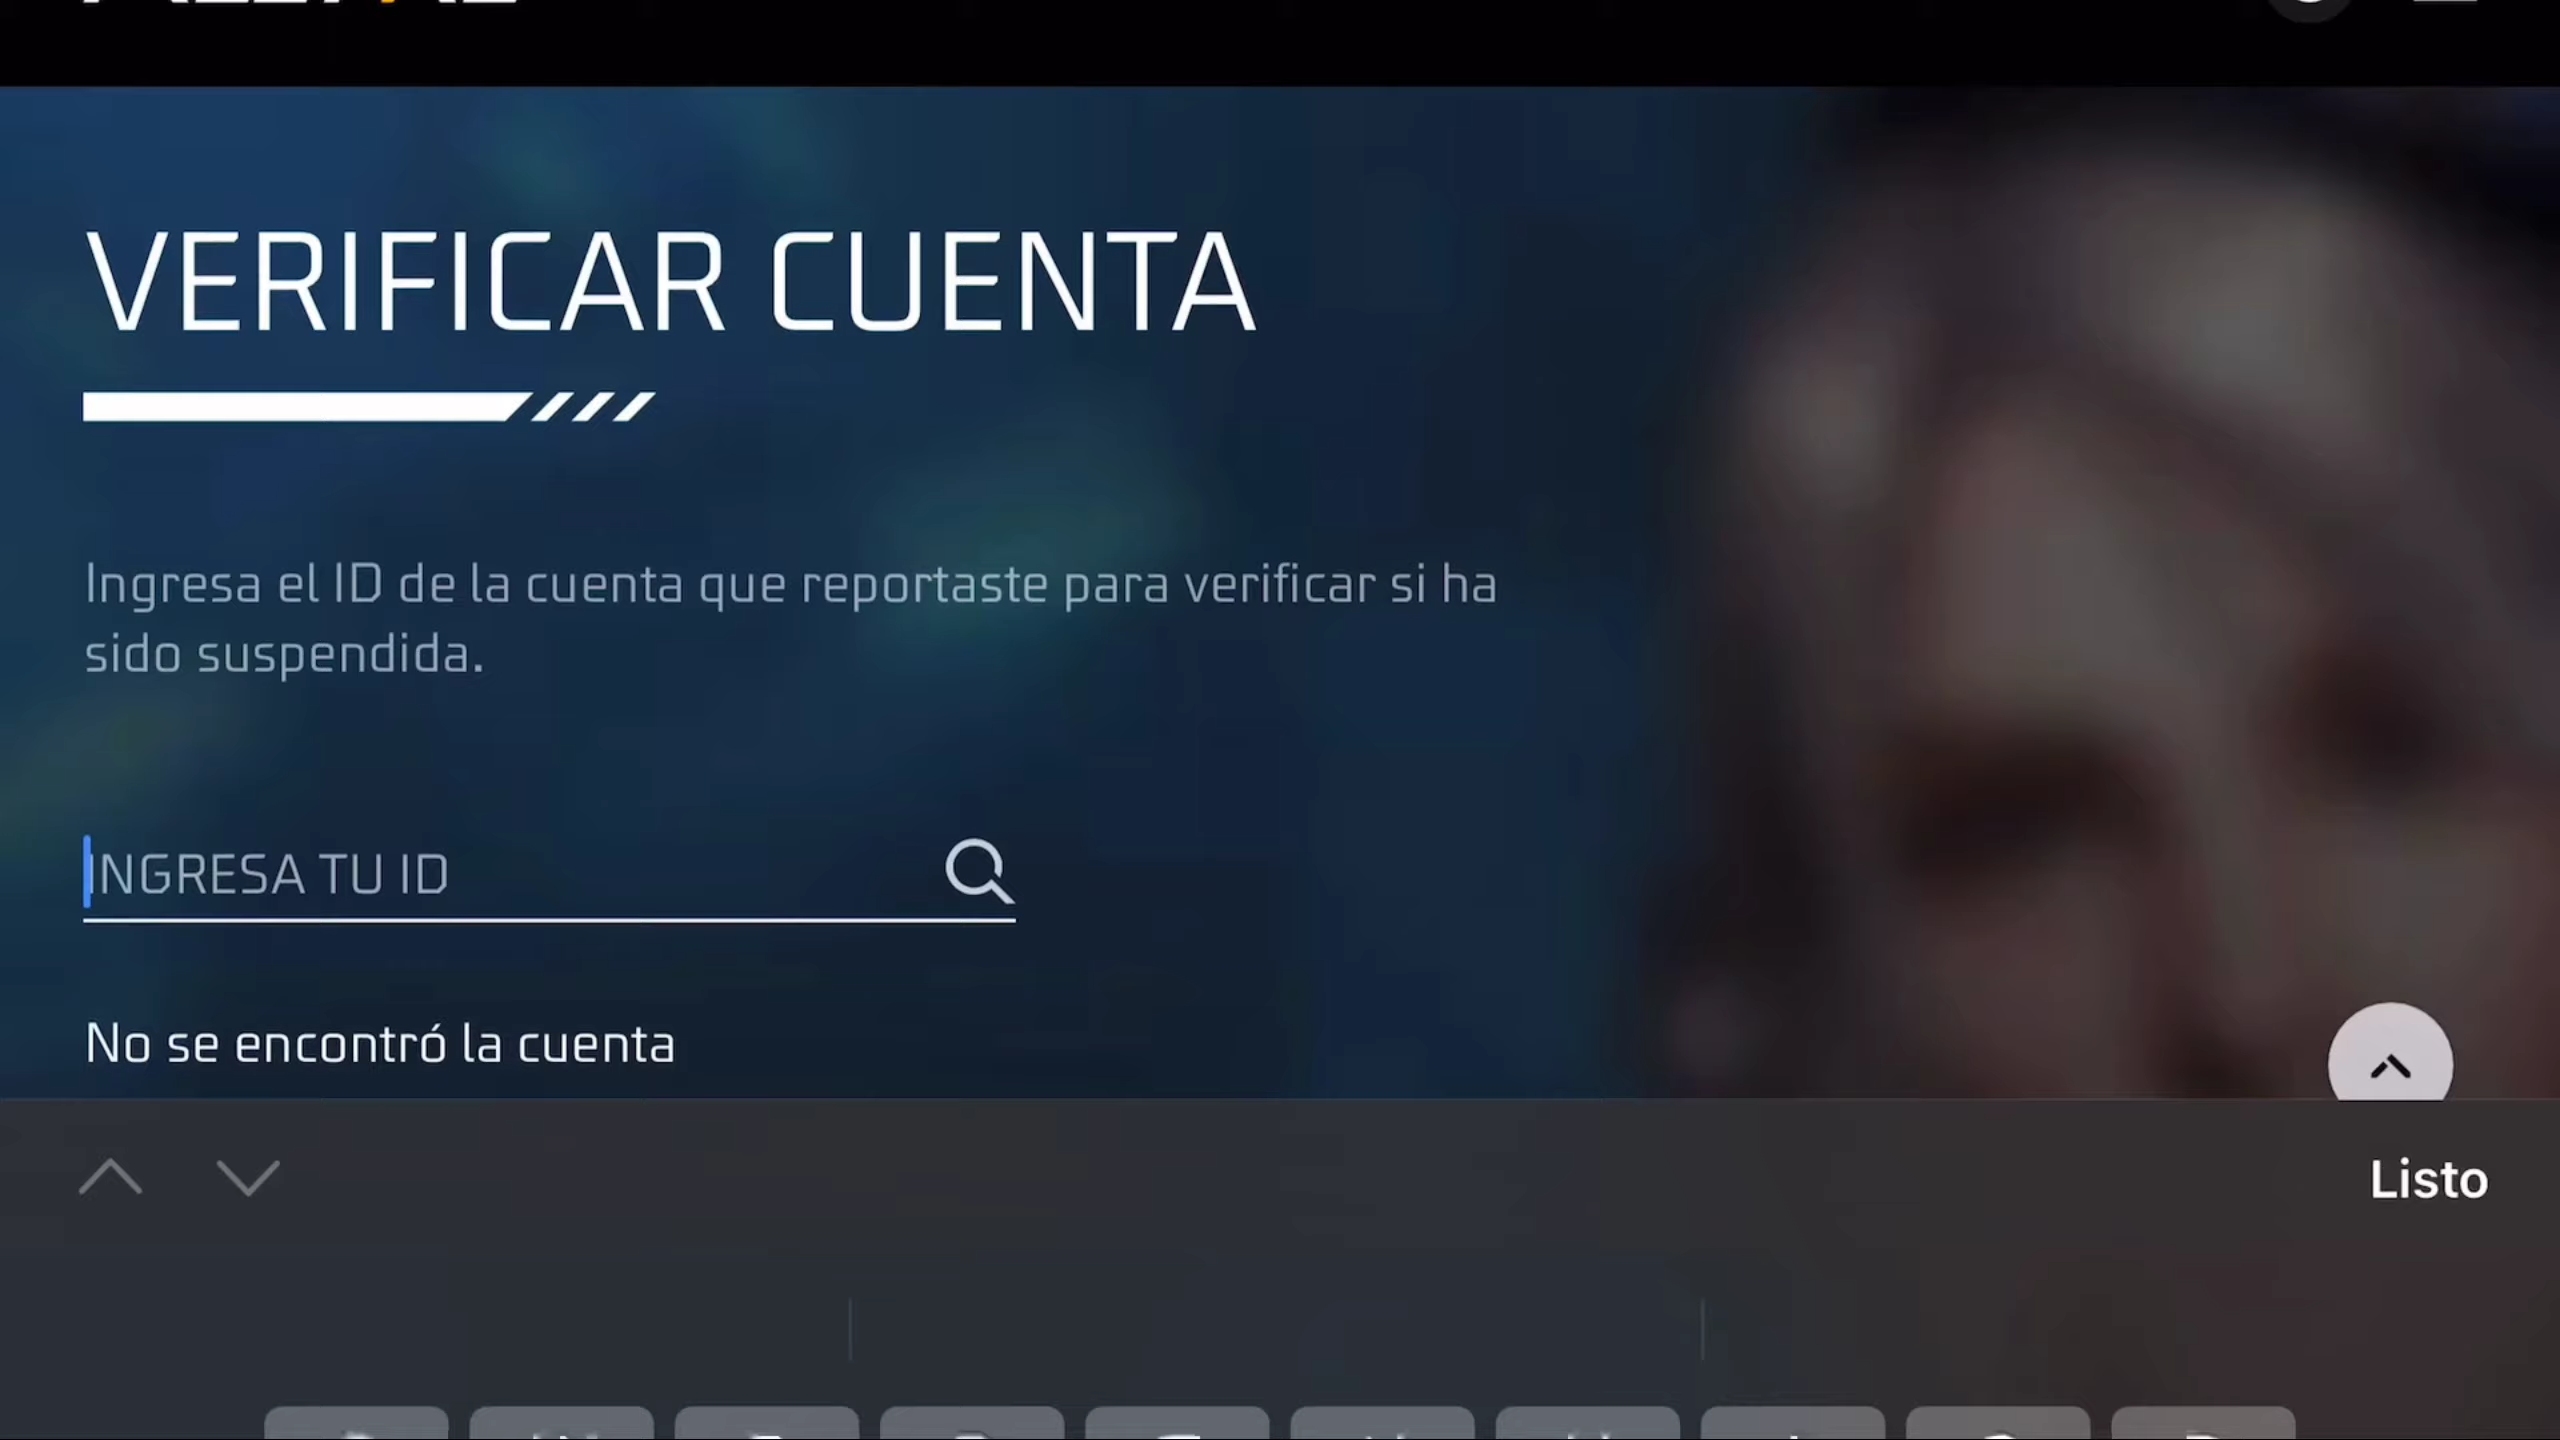 VERIFICAR CUENTA
Ingresa el ID de la cuenta que reportaste para verificar si ha
sido suspendida.
INGRESA TU ID
No se encontró la cuenta
Listo